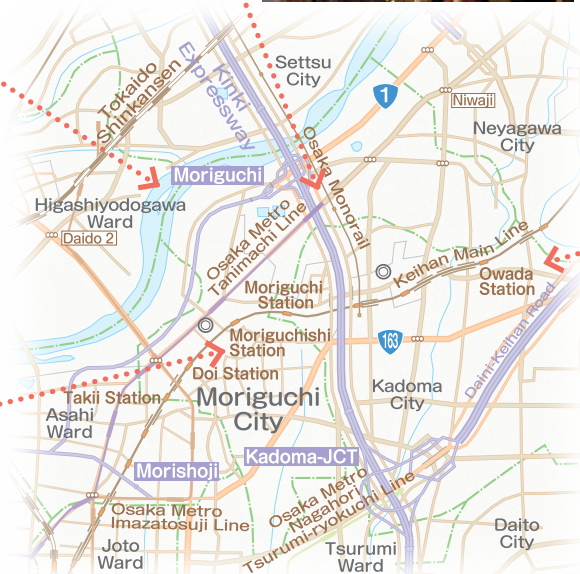 Settsu
City
Tokaido
Shinkansen
Kinki
Expressway
1
Niwaji
Neyagawa
City
Osaka Monorail
Moriguchi
Higashiyodogawa
Ward
Daido 2
Osaka Metro
Tanimachi Line
Keihan Main Line
Owada
Station
Moriguchi
Station
Moriguchishi
Station
163
Daini-Keihan Road
Doi Station
Takii Station
Moriguchi
City
Kadoma
City
Asahi
Ward
Kadoma-JCT
Morishoji
Osaka Metro
Nagahori
Tsurumi-ryokuchi Line
Osaka Metro
Imazatosuji Line
Daito
City
Joto
Ward
Tsurumi
Ward